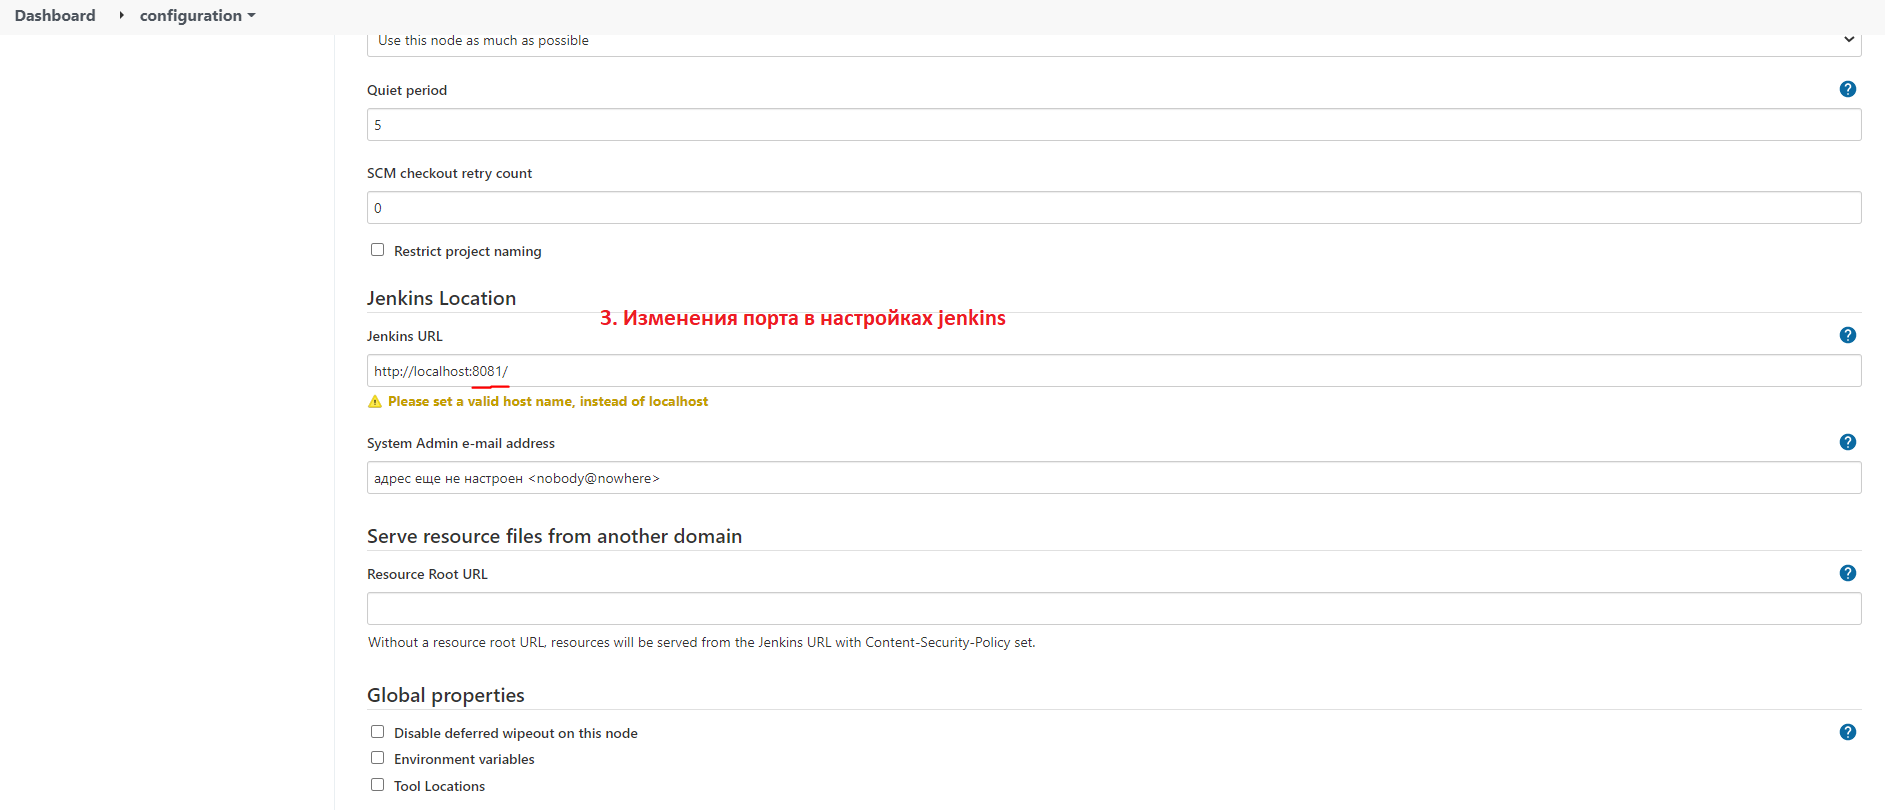 Dashboard configuration
Use this node as much as possible
Quiet period
5
SCM checkout retry count
0
Restrict project naming
Jenkins Location
3. Изменения порта в настройках jenkins
Jenkins URL
http://localhost:8081/
Please set a valid host name, instead of localhost
System Admin e-mail address
адрес еще не настроен <nobody@nowhere>
Serve resource files from another domain
Resource Root URL
Without a resource root URL, resources will be served from the Jenkins URL with Content-Security-Policy set.
Global properties
Disable deferred wipeout on this node
Environment variables
Tool Locations